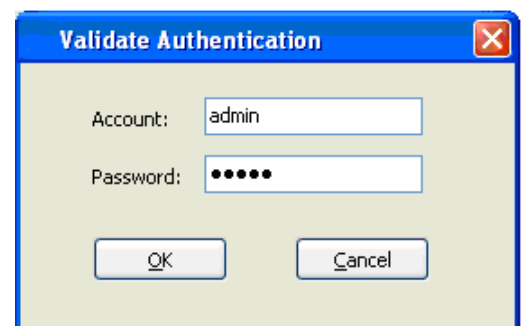 Validate Authentication
Account: admin
Password: •••••
OK Cancel